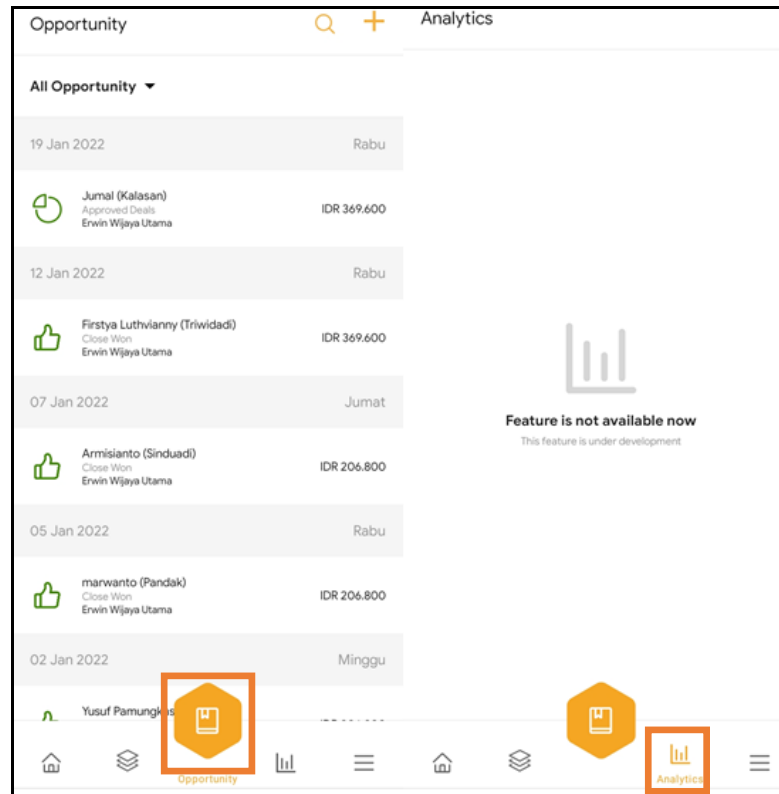 Opportunity
All Opportunity
19 Jan 2022 Rabu
Jumal (Kalasan)
Approved Deals
Erwin Wijaya Utama
IDR 369.600
12 Jan 2022 Rabu
Firstya Luthvianny (Triwidadi)
Close Won
Erwin Wijaya Utama
IDR 369.600
07 Jan 2022 Jumat
Armisianto (Sinduadi)
Close Won
Erwin Wijaya Utama
IDR 206.800
05 Jan 2022 Rabu
marwanto (Pandak)
Close Won
Erwin Wijaya Utama
IDR 206.800
02 Jan 2022 Minggu
Yusuf
Opportunity
Analytics
Feature is not available now
This feature is under development
Analytics